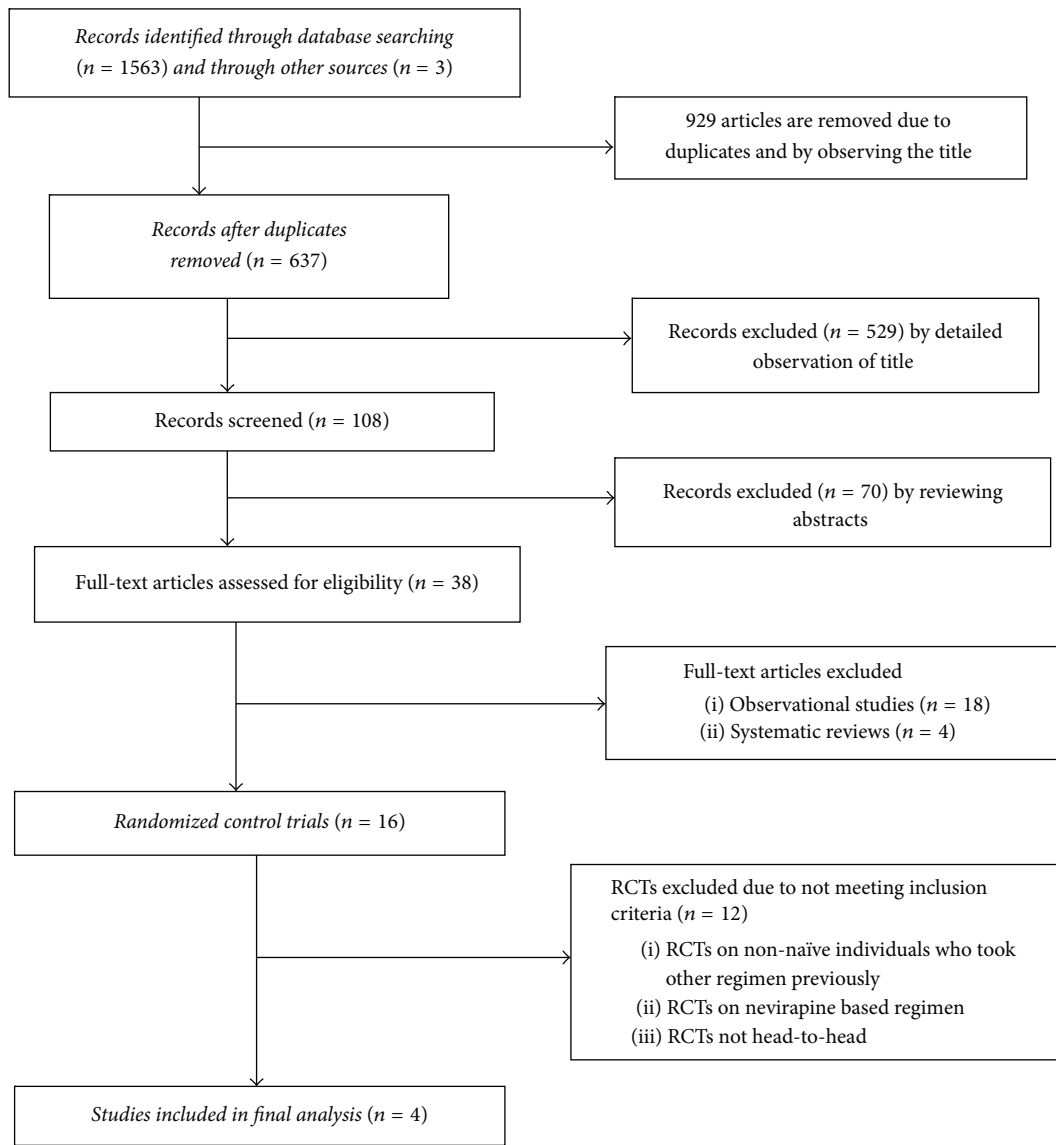 Records identified through database searching
(n = 1563) and through other sources (n = 3)
929 articles are removed due to
duplicates and by observing the title
Records after duplicates
removed (n = 637)
Records excluded (n = 529) by detailed
observation of title
Records screened (n = 108)
Records excluded (n = 70) by reviewing
abstracts
Full-text articles assessed for eligibility (n = 38)
Full-text articles excluded
(i) Observational studies (n = 18)
(ii) Systematic reviews (n = 4)
Randomized control trials (n = 16)
RCTs excluded due to not meeting inclusion
criteria (n = 12)
(i) RCTs on non-naïve individuals who took
other regimen previously
(ii) RCTs on nevirapine based regimen
(iii) RCTs not head-to-head
Studies included in final analysis (n = 4)